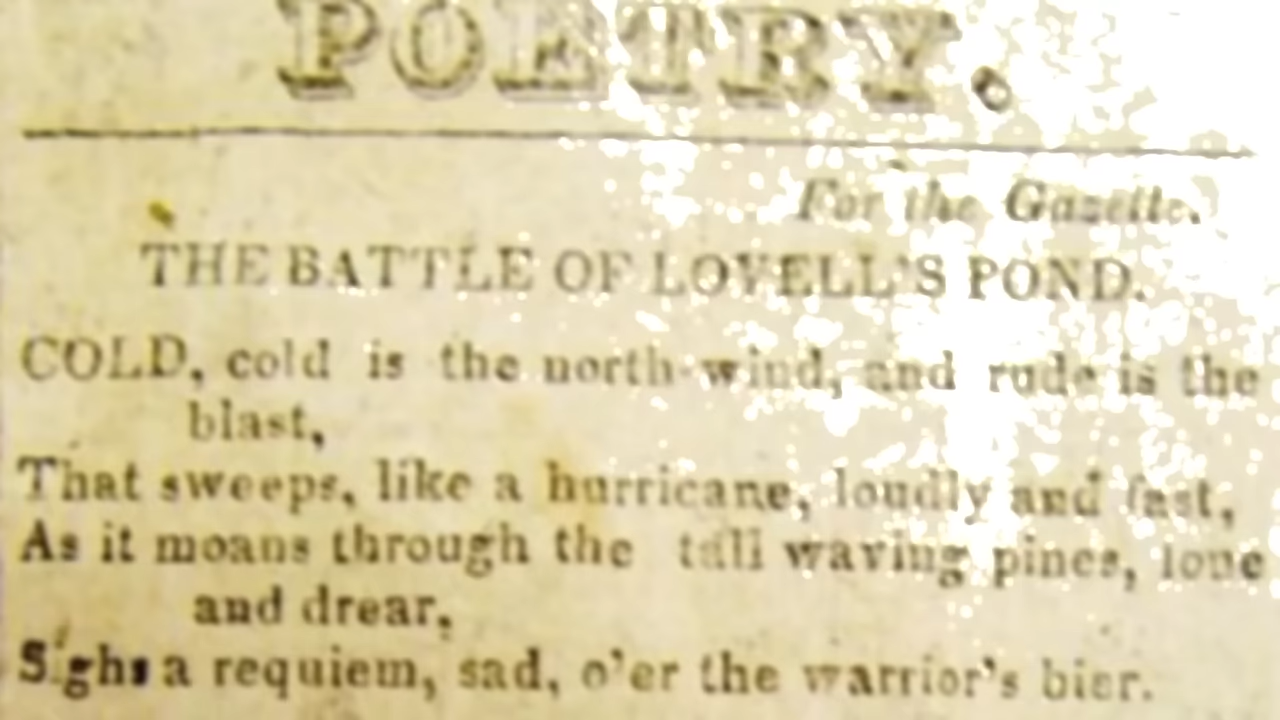 POETRY.
For the Gazette.
THE BATTLE OF LOVELL'S POND.
COLD, cold is the north-wind, and rude is the
blast,
That sweeps, like a hurricane, loudly and fast,
As it moans through the tall waving pines, lone
and drear,
Sighs a requiem, sad, o'er the warrior's bier.